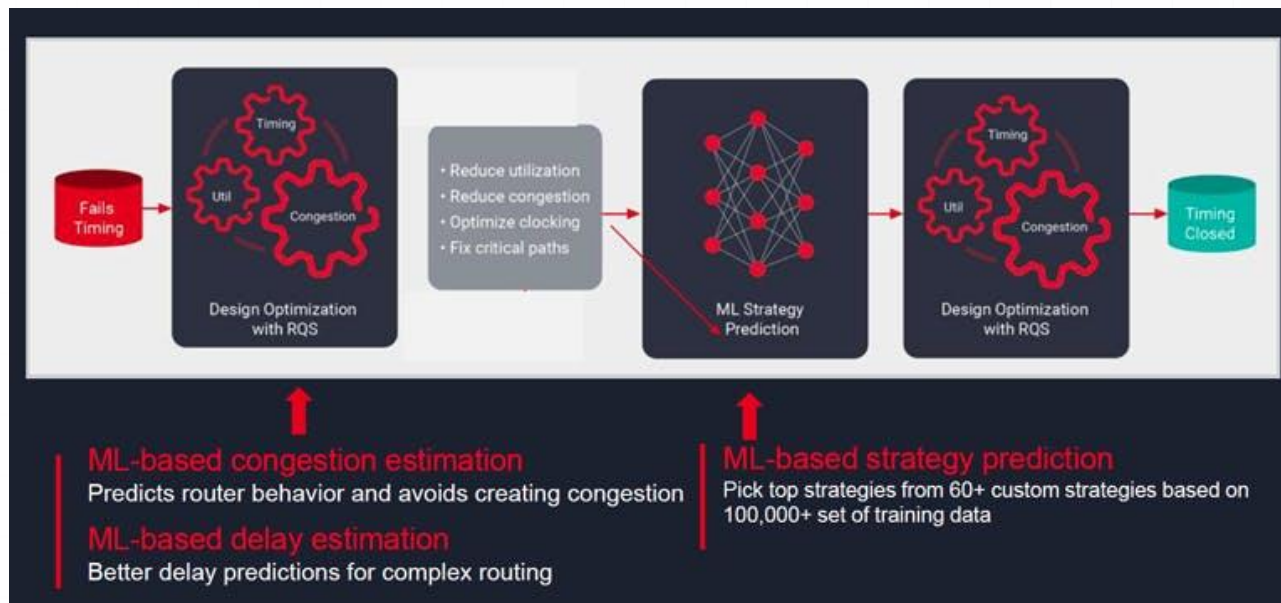 Fails
Timing
Timing
Util
Congestion
Design Optimization
with RQS
• Reduce utilization
• Reduce congestion
• Optimize clocking
• Fix critical paths
ML Strategy
Prediction
Timing
Util
Congestion
Design Optimization
with RQS
Timing
Closed
ML-based congestion estimation
Predicts router behavior and avoids creating congestion
ML-based delay estimation
Better delay predictions for complex routing
ML-based strategy prediction
Pick top strategies from 60+ custom strategies based on
100,000+ set of training data